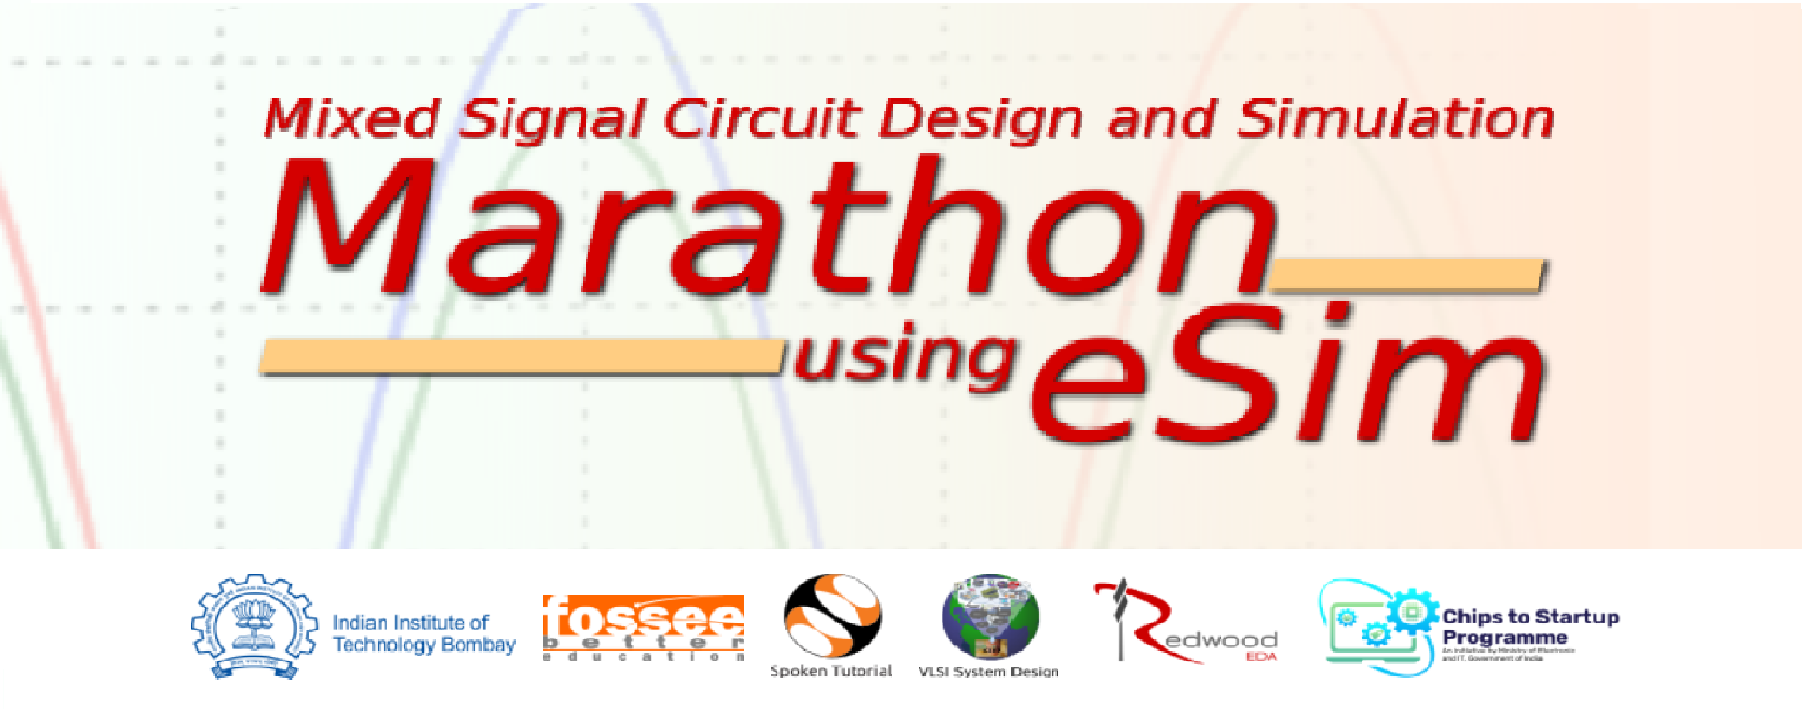 Mixed Signal Circuit Design and Simulation
Marathon
using eSim
Indian Institute of
Technology Bombay
fossee
better
education
Spoken Tutorial
VLSI System Design
Redwood
EDA
Chips to Startup
Programme
An Initiative by Ministry of Electronic
and IT. Government of India